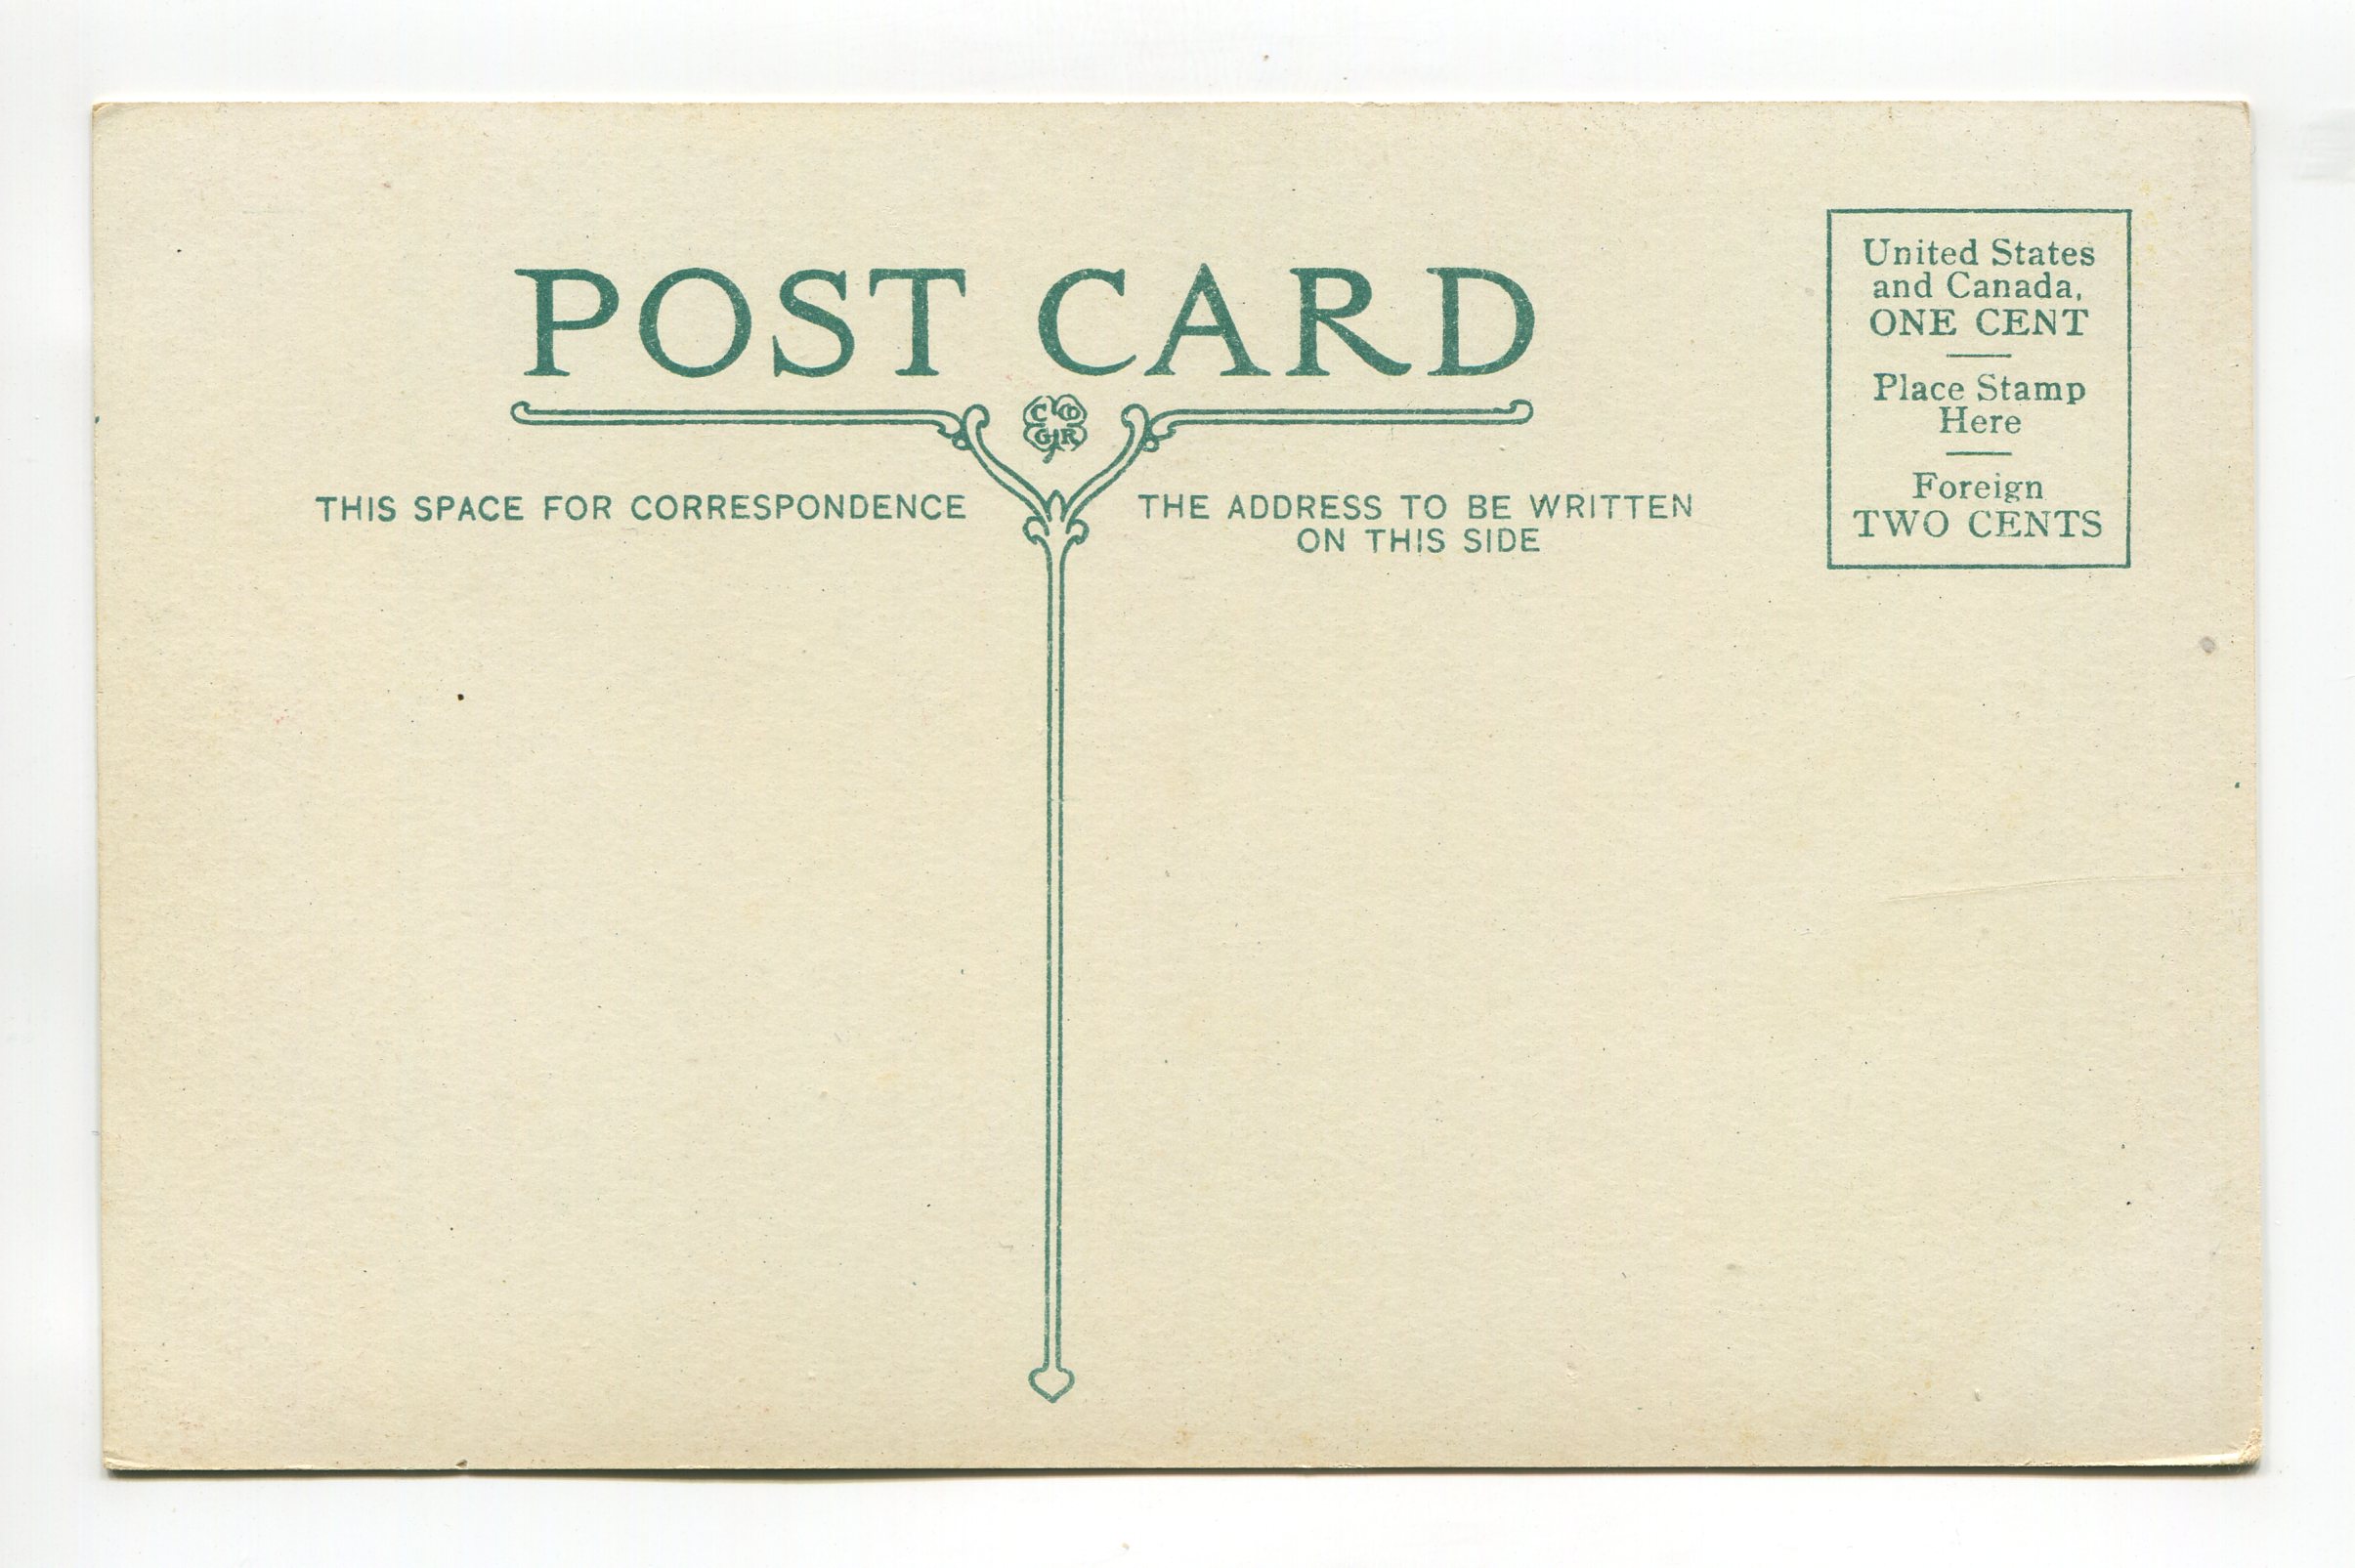 POST CARD
C O
G R
THIS SPACE FOR CORRESPONDENCE
THE ADDRESS TO BE WRITTEN
ON THIS SIDE
United States
and Canada,
ONE CENT
Place Stamp
Here
Foreign
TWO CENTS